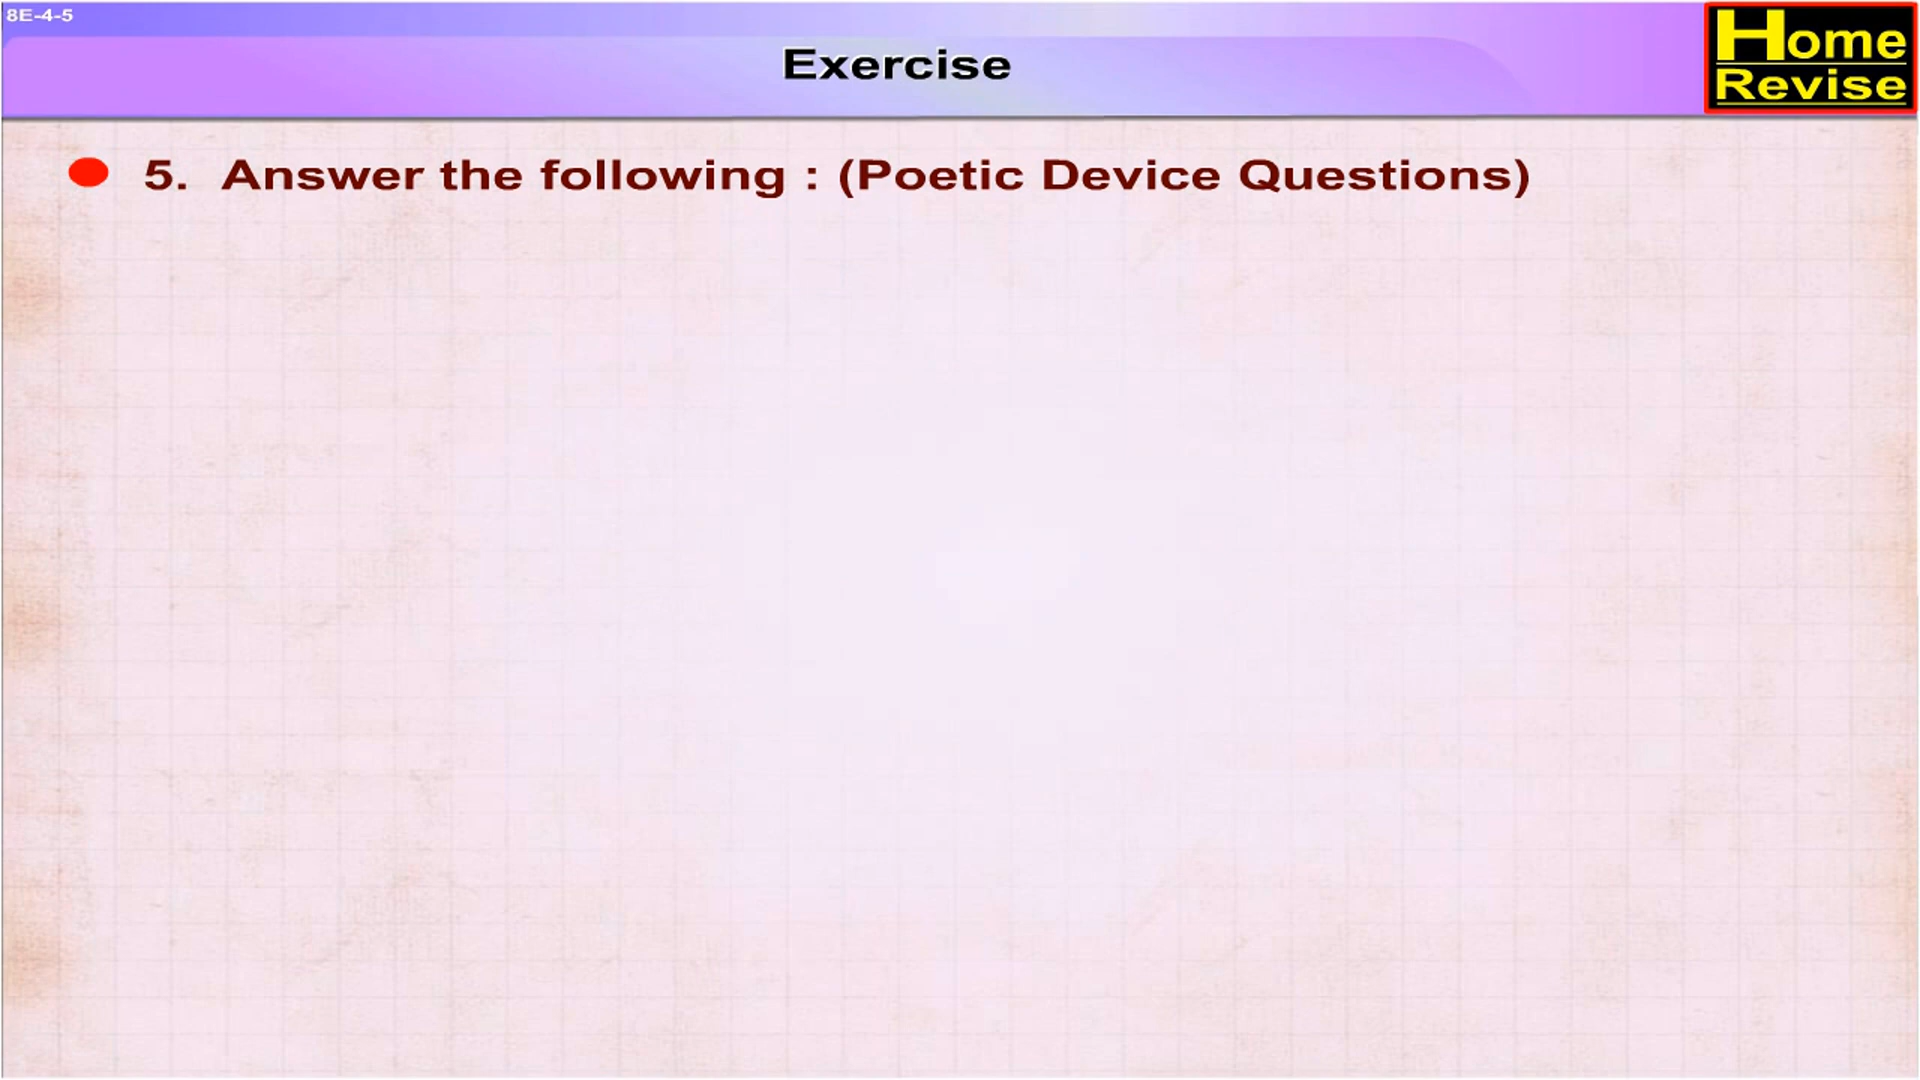 8E-4-5
Exercise
Home
Revise
5. Answer the following : (Poetic Device Questions)